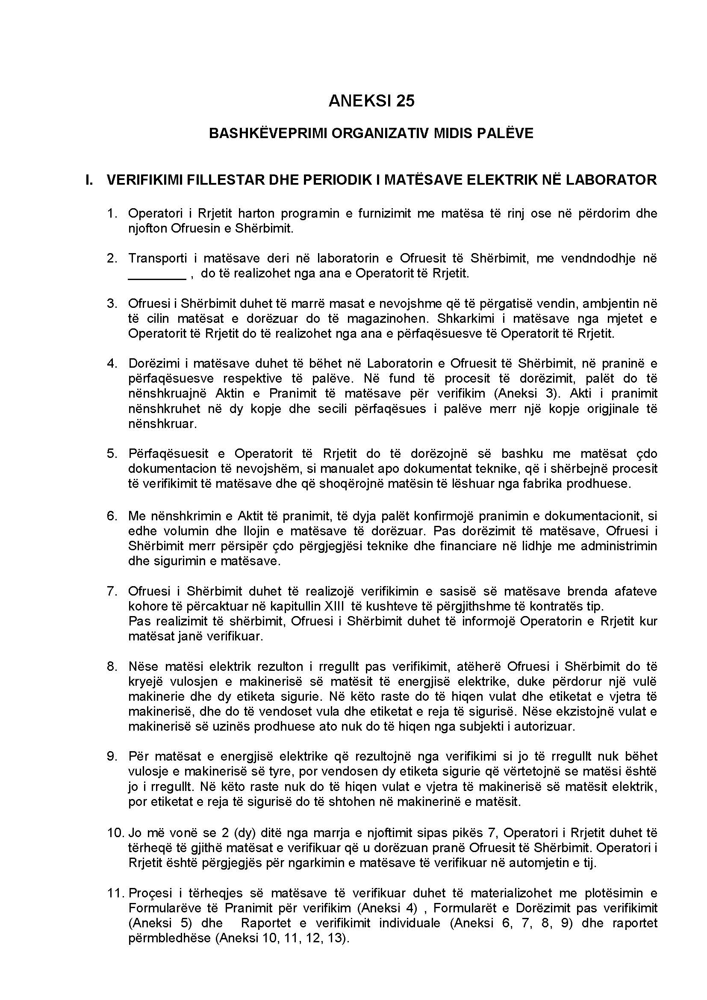 ANEKSI 25
BASHKËVEPRIMI ORGANIZATIV MIDIS PALËVE
I. VERIFIKIMI FILLESTAR DHE PERIODIK I MATËSAVE ELEKTRIK NË LABORATOR
1. Operatori i Rrjetit harton programin e furnizimit me matësa të rinj ose në përdorim dhe
njofton Ofruesin e Shërbimit.
2. Transporti i matësave deri në laboratorin e Ofruesit të Shërbimit, me vendndodhje në
________ , do të realizohet nga ana e Operatorit të Rrjetit.
3. Ofruesi i Shërbimit duhet të marrë masat e nevojshme që të përgatisë vendin, ambjentin në
të cilin matësat e dorëzuar do të magazinohen. Shkarkimi i matësave nga mjetet e
Operatorit të Rrjetit do të realizohet nga ana e përfaqësuesve të Operatorit të Rrjetit.
4. Dorëzimi i matësave duhet të bëhet në Laboratorin e Ofruesit të Shërbimit, në praninë e
përfaqësuesve respektive të palëve. Në fund të procesit të dorëzimit, palët do të
nënshkruajnë Aktin e Pranimit të matësave për verifikim (Aneksi 3). Akti i pranimit
nënshkruhet në dy kopje dhe secili përfaqësues i palëve merr një kopje origjinale të
nënshkruar.
5. Përfaqësuesit e Operatorit të Rrjetit do të dorëzojnë së bashku me matësat çdo
dokumentacion të nevojshëm, si manualet apo dokumentat teknike, që i shërbejnë procesit
të verifikimit të matësave dhe që shoqërojnë matësin të lëshuar nga fabrika prodhuese.
6. Me nënshkrimin e Aktit të pranimit, të dyja palët konfirmojë pranimin e dokumentacionit, si
edhe volumin dhe llojin e matësave të dorëzuar. Pas dorëzimit të matësave, Ofruesi i
Shërbimit merr përsipër çdo përgjegjësi teknike dhe financiare në lidhje me administrimin
dhe sigurimin e matësave.
7. Ofruesi i Shërbimit duhet të realizojë verifikimin e sasisë së matësave brenda afateve
kohore të përcaktuar në kapitullin XIII të kushteve të përgjithshme të kontratës tip.
Pas realizimit të shërbimit, Ofruesi i Shërbimit duhet të informojë Operatorin e Rrjetit kur
matësat janë verifikuar.
8. Nëse matësi elektrik rezulton i rregullt pas verifikimit, atëherë Ofruesi i Shërbimit do të
kryejë vulosjen e makinerisë së matësit të energjisë elektrike, duke përdorur një vulë
makinerie dhe dy etiketa sigurie. Në këto raste do të hiqen vulat dhe etiketat e vjetra të
makinerisë, dhe do të vendoset vula dhe etiketat e reja të sigurisë. Nëse ekzistojnë vulat e
makinerisë së uzinës prodhuese ato nuk do të hiqen nga subjekti i autorizuar.
9. Për matësat e energjisë elektrike që rezultojnë nga verifikimi si jo të rregullt nuk bëhet
vulosje e makinerisë së tyre, por vendosen dy etiketa sigurie që vërtetojnë se matësi është
jo i rregullt. Në këto raste nuk do të hiqen vulat e vjetra të makinerisë së matësit elektrik,
por etiketat e reja të sigurisë do të shtohen në makinerinë e matësit.
10. Jo më vonë se 2 (dy) ditë nga marrja e njoftimit sipas pikës 7, Operatori i Rrjetit duhet të
tërheqë të gjithë matësat e verifikuar që u dorëzuan pranë Ofruesit të Shërbimit. Operatori i
Rrjetit është përgjegjës për ngarkimin e matësave të verifikuar në automjetin e tij.
11. Proçesi i tërheqjes së matësave të verifikuar duhet të materializohet me plotësimin e
Formularëve të Pranimit për verifikim (Aneksi 4) , Formularët e Dorëzimit pas verifikimit
(Aneksi 5) dhe Raportet e verifikimit individuale (Aneksi 6, 7, 8, 9) dhe raportet
përmbledhëse (Aneksi 10, 11, 12, 13).